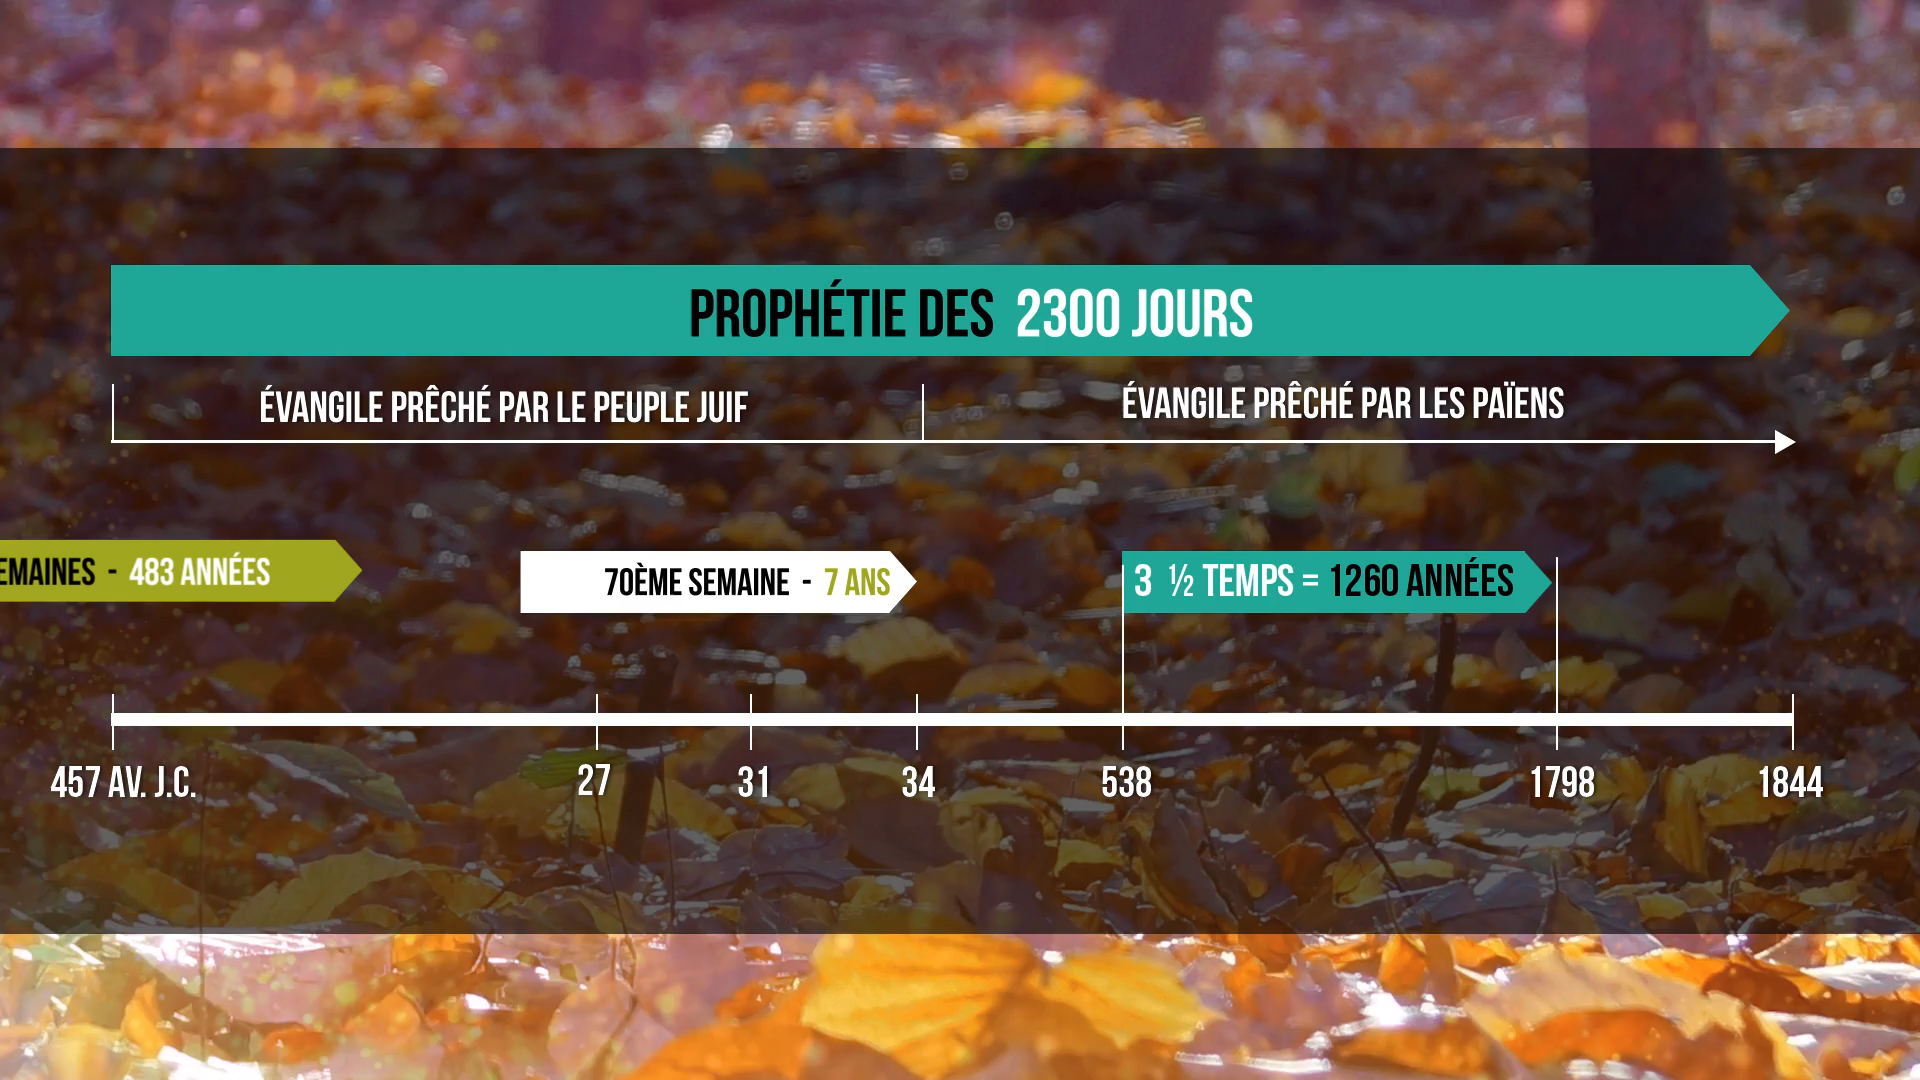 PROPHÉTIE DES 2300 JOURS
ÉVANGILE PRÊCHÉ PAR LE PEUPLE JUIF
ÉVANGILE PRÊCHÉ PAR LES PAÏENS
EMAINES - 483 ANNÉES
70ÈME SEMAINE - 7 ANS
3 ½ TEMPS = 1260 ANNÉES
457 AV. J.C.
27
31
34
538
1798
1844